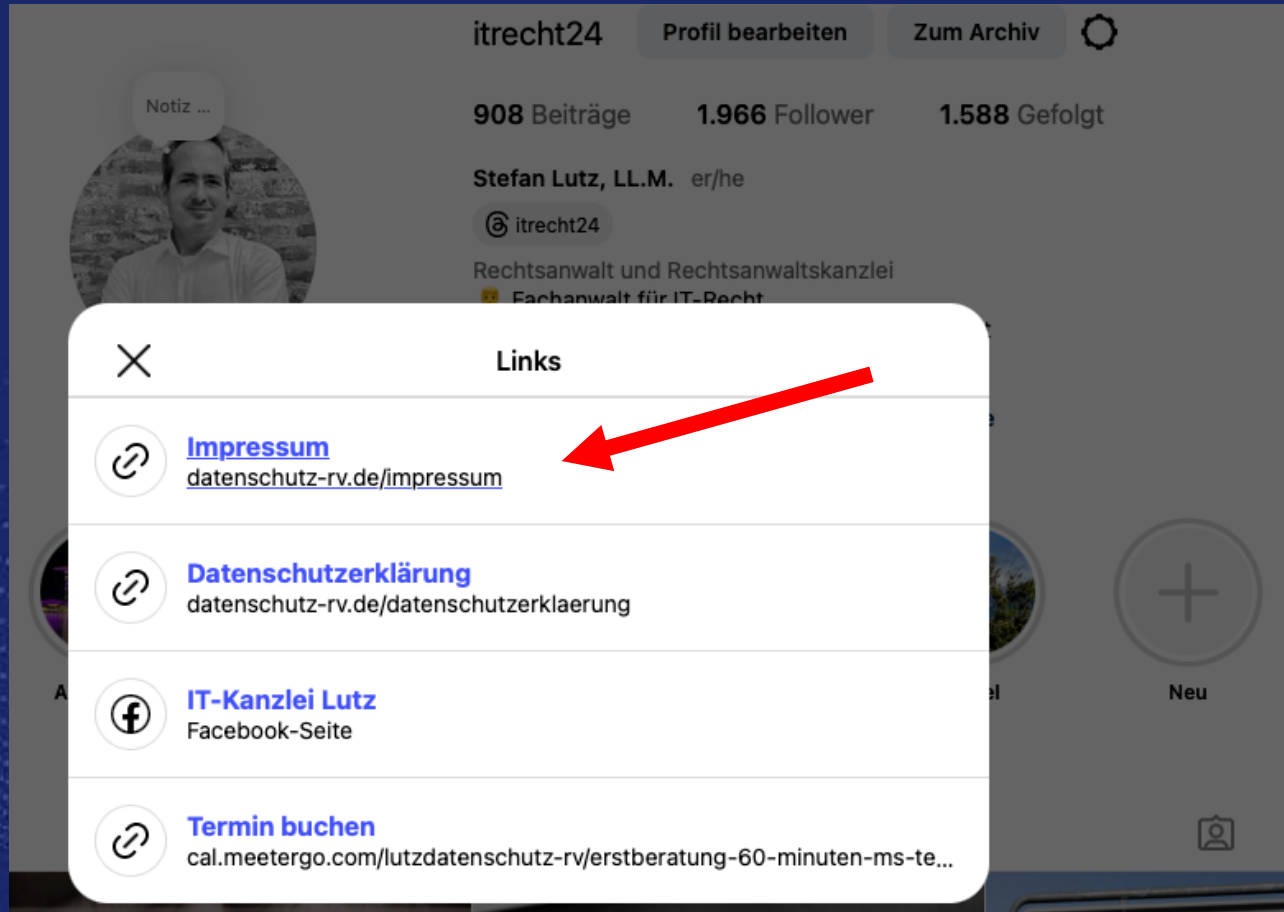 itrecht24 Profil bearbeiten Zum Archiv
Notiz ...
908 Beiträge 1.966 Follower 1.588 Gefolgt
Stefan Lutz, LL.M. er/he
itrecht24
Rechtsanwalt und Rechtsanwaltskanzlei
Fachanwalt für IT-Recht
Links
Impressum
datenschutz-rv.de/impressum
Datenschutzerklärung
datenschutz-rv.de/datenschutzerklaerung
IT-Kanzlei Lutz
Facebook-Seite
Neu
Termin buchen
cal.meetergo.com/lutzdatenschutz-rv/erstberatung-60-minuten-ms-te...